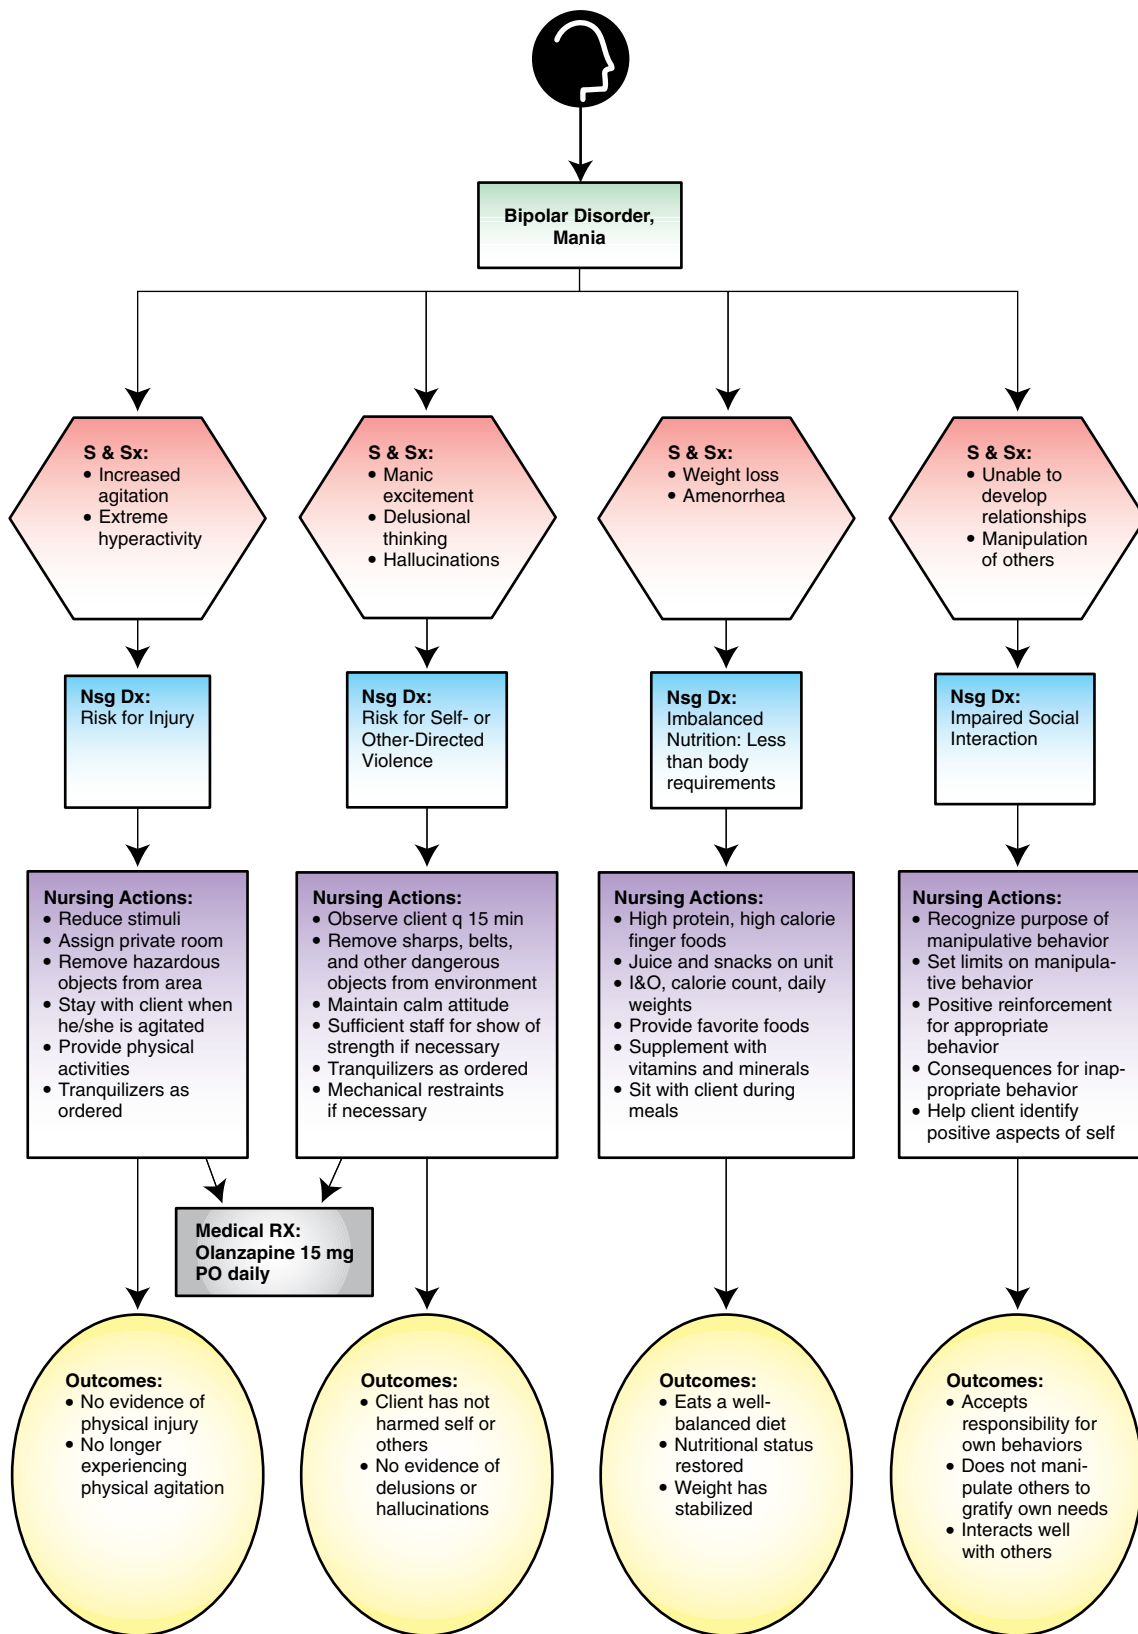 Bipolar Disorder,
Mania
S & Sx:
• Increased
agitation
• Extreme
hyperactivity
S & Sx:
• Manic
excitement
• Delusional
thinking
• Hallucinations
S & Sx:
• Weight loss
• Amenorrhea
S & Sx:
• Unable to
develop
relationships
• Manipulation
of others
Nsg Dx:
Risk for Injury
Nsg Dx:
Risk for Self- or
Other-Directed
Violence
Nsg Dx:
Imbalanced
Nutrition: Less
than body
requirements
Nsg Dx:
Impaired Social
Interaction
Nursing Actions:
• Reduce stimuli
• Assign private room
• Remove hazardous
objects from area
• Stay with client when
he/she is agitated
• Provide physical
activities
• Tranquilizers as
ordered
Nursing Actions:
• Observe client q 15 min
• Remove sharps, belts,
and other dangerous
objects from environment
• Maintain calm attitude
• Sufficient staff for show of
strength if necessary
• Tranquilizers as ordered
• Mechanical restraints
if necessary
Nursing Actions:
• High protein, high calorie
finger foods
• Juice and snacks on unit
• I&O, calorie count, daily
weights
• Provide favorite foods
• Supplement with
vitamins and minerals
• Sit with client during
meals
Nursing Actions:
• Recognize purpose of
manipulative behavior
• Set limits on manipula-
tive behavior
• Positive reinforcement
for appropriate
behavior
• Consequences for inap-
propriate behavior
• Help client identify
positive aspects of self
Medical RX:
Olanzapine 15 mg
PO daily
Outcomes:
• No evidence of
physical injury
• No longer
experiencing
physical agitation
Outcomes:
• Client has not
harmed self or
others
• No evidence of
delusions or
hallucinations
Outcomes:
• Eats a well-
balanced diet
• Nutritional status
restored
• Weight has
stabilized
Outcomes:
• Accepts
responsibility for
own behaviors
• Does not mani-
pulate others to
gratify own needs
• Interacts well
with others